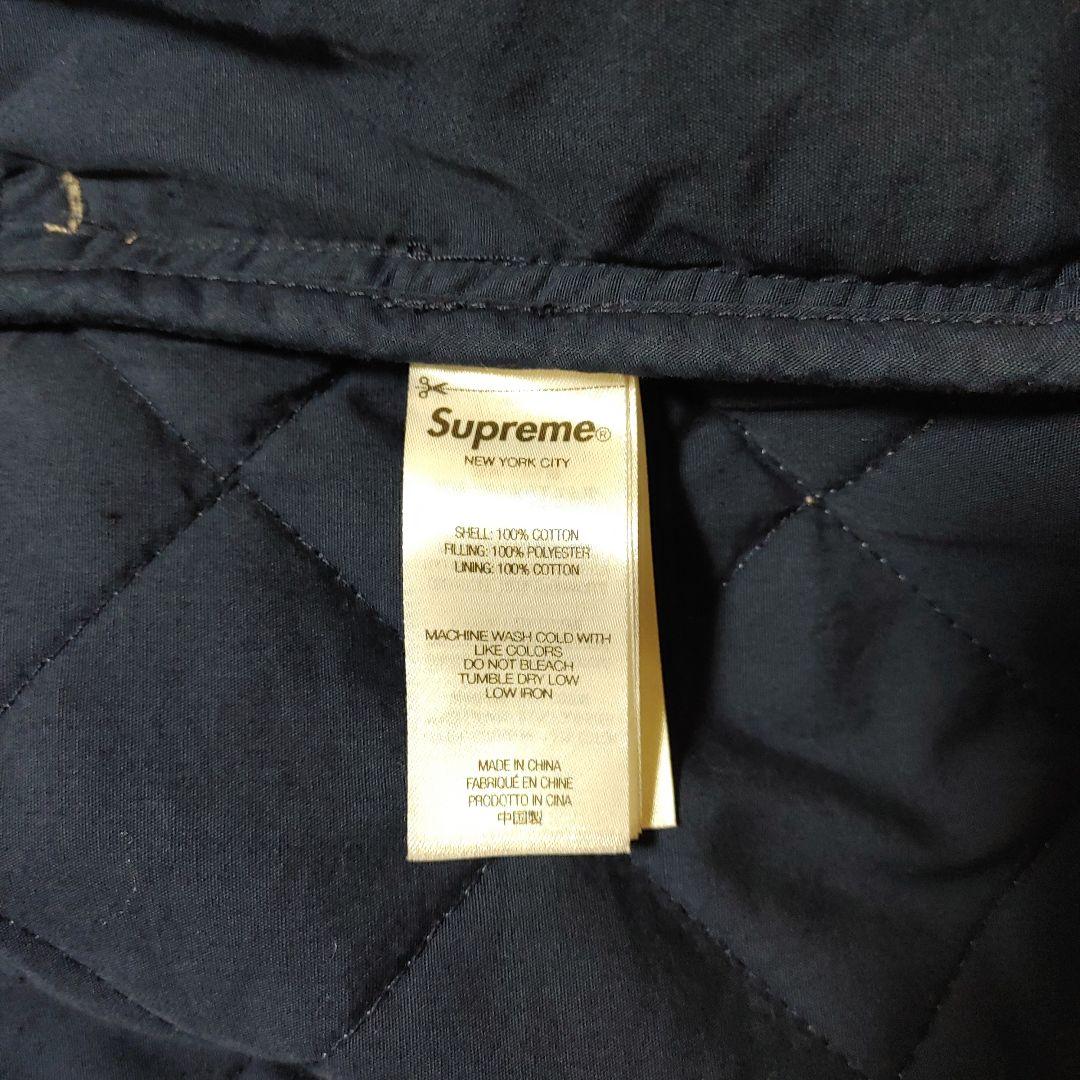 Supreme®
NEW YORK CITY
SHELL: 100% COTTON
FILLING: 100% POLYESTER
LINING: 100% COTTON
MACHINE WASH COLD WITH
LIKE COLORS
DO NOT BLEACH
TUMBLE DRY LOW
LOW IRON
MADE IN CHINA
FABRIQUÉ EN CHINE
PRODOTTO IN CINA
中国製